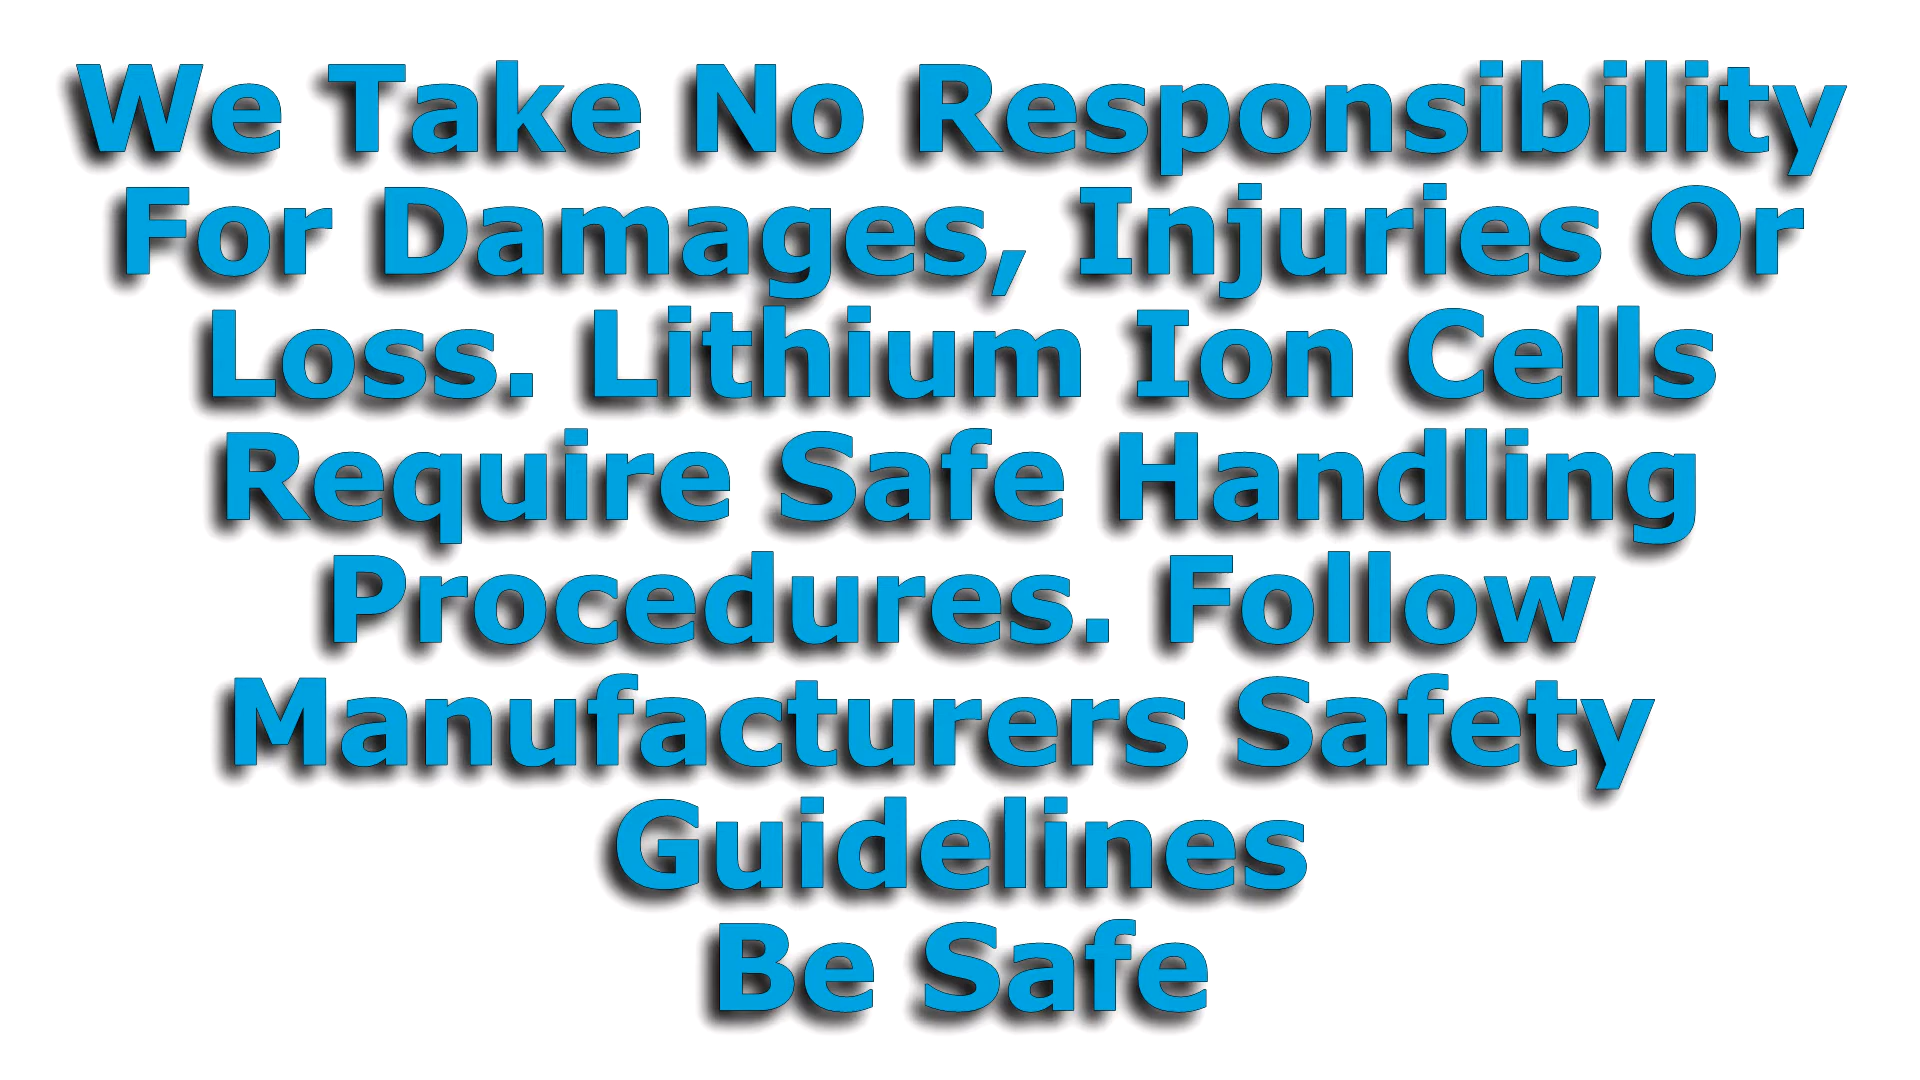 We Take No Responsibility
For Damages, Injuries Or
Loss. Lithium Ion Cells
Require Safe Handling
Procedures. Follow
Manufacturers Safety
Guidelines
Be Safe